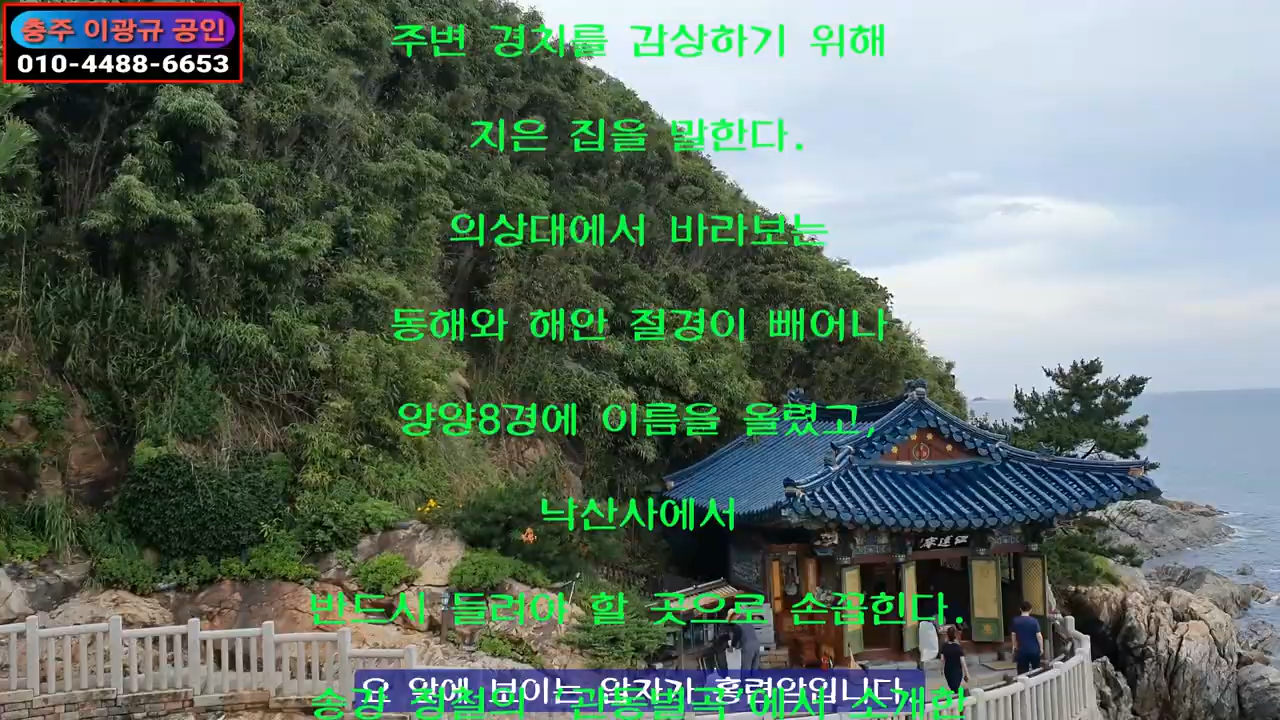 충주 이광규 공인
010-4488-6653
주변 경치를 감상하기 위해
지은 집을 말한다.
의상대에서 바라보는
동해와 해안 절경이 빼어나
양양8경에 이름을 올렸고,
낙산사에서
반드시 들러야 할 곳으로 손꼽힌다.
요 앞에 보이는 암자가 홍련암입니다
송강 정철의 '관동별곡'에서 소개한